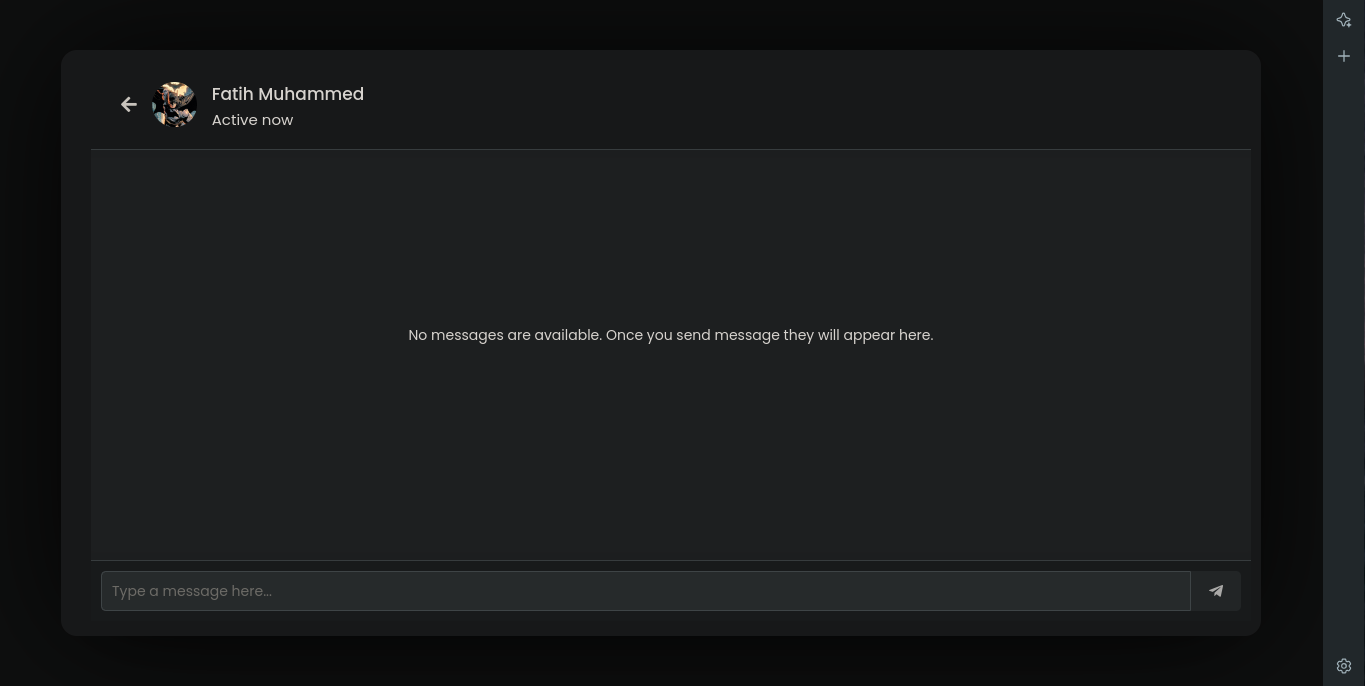 Fatih Muhammed
Active now
No messages are available. Once you send message they will appear here.
Type a message here...